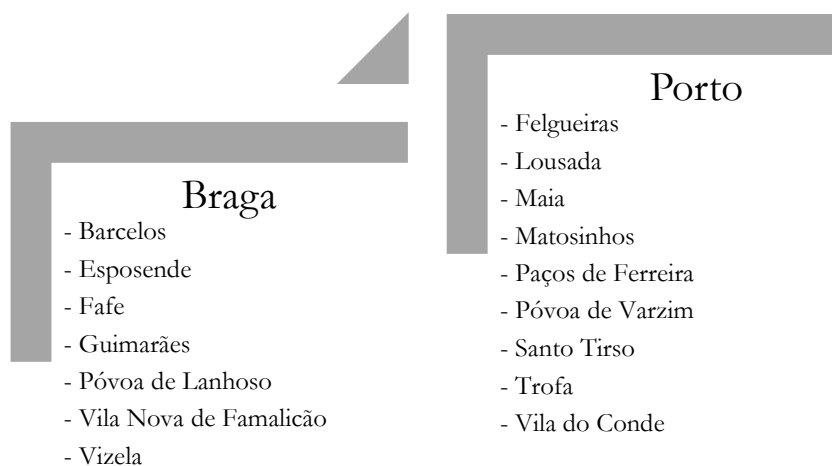 Braga
- Barcelos
- Esposende
- Fafe
- Guimarães
- Póvoa de Lanhoso
- Vila Nova de Famalicão
- Vizela
Porto
- Felgueiras
- Lousada
- Maia
- Matosinhos
- Paços de Ferreira
- Póvoa de Varzim
- Santo Tirso
- Trofa
- Vila do Conde